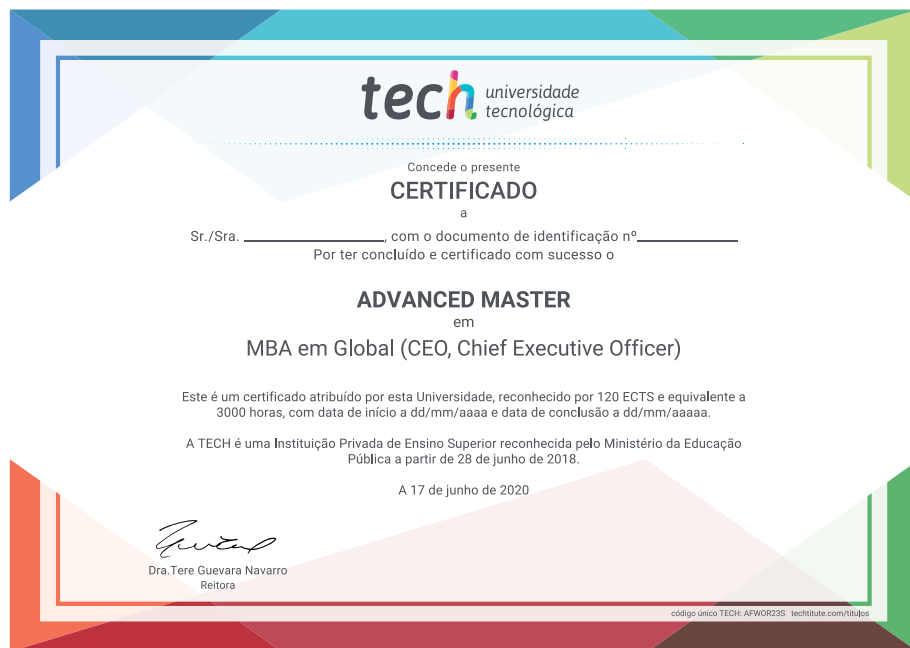 tech universidade
tecnológica
Concede o presente
CERTIFICADO
a
Sr./Sra. ____________________, com o documento de identificação nº______________
Por ter concluído e certificado com sucesso o
ADVANCED MASTER
em
MBA em Global (CEO, Chief Executive Officer)
Este é um certificado atribuído por esta Universidade, reconhecido por 120 ECTS e equivalente a
3000 horas, com data de início a dd/mm/aaaa e data de conclusão a dd/mm/aaaaa.
A TECH é uma Instituição Privada de Ensino Superior reconhecida pelo Ministério da Educação
Pública a partir de 28 de junho de 2018.
A 17 de junho de 2020
Dra.Tere Guevara Navarro
Reitora
código único TECH: AFWOR23S techtitute.com/titulos